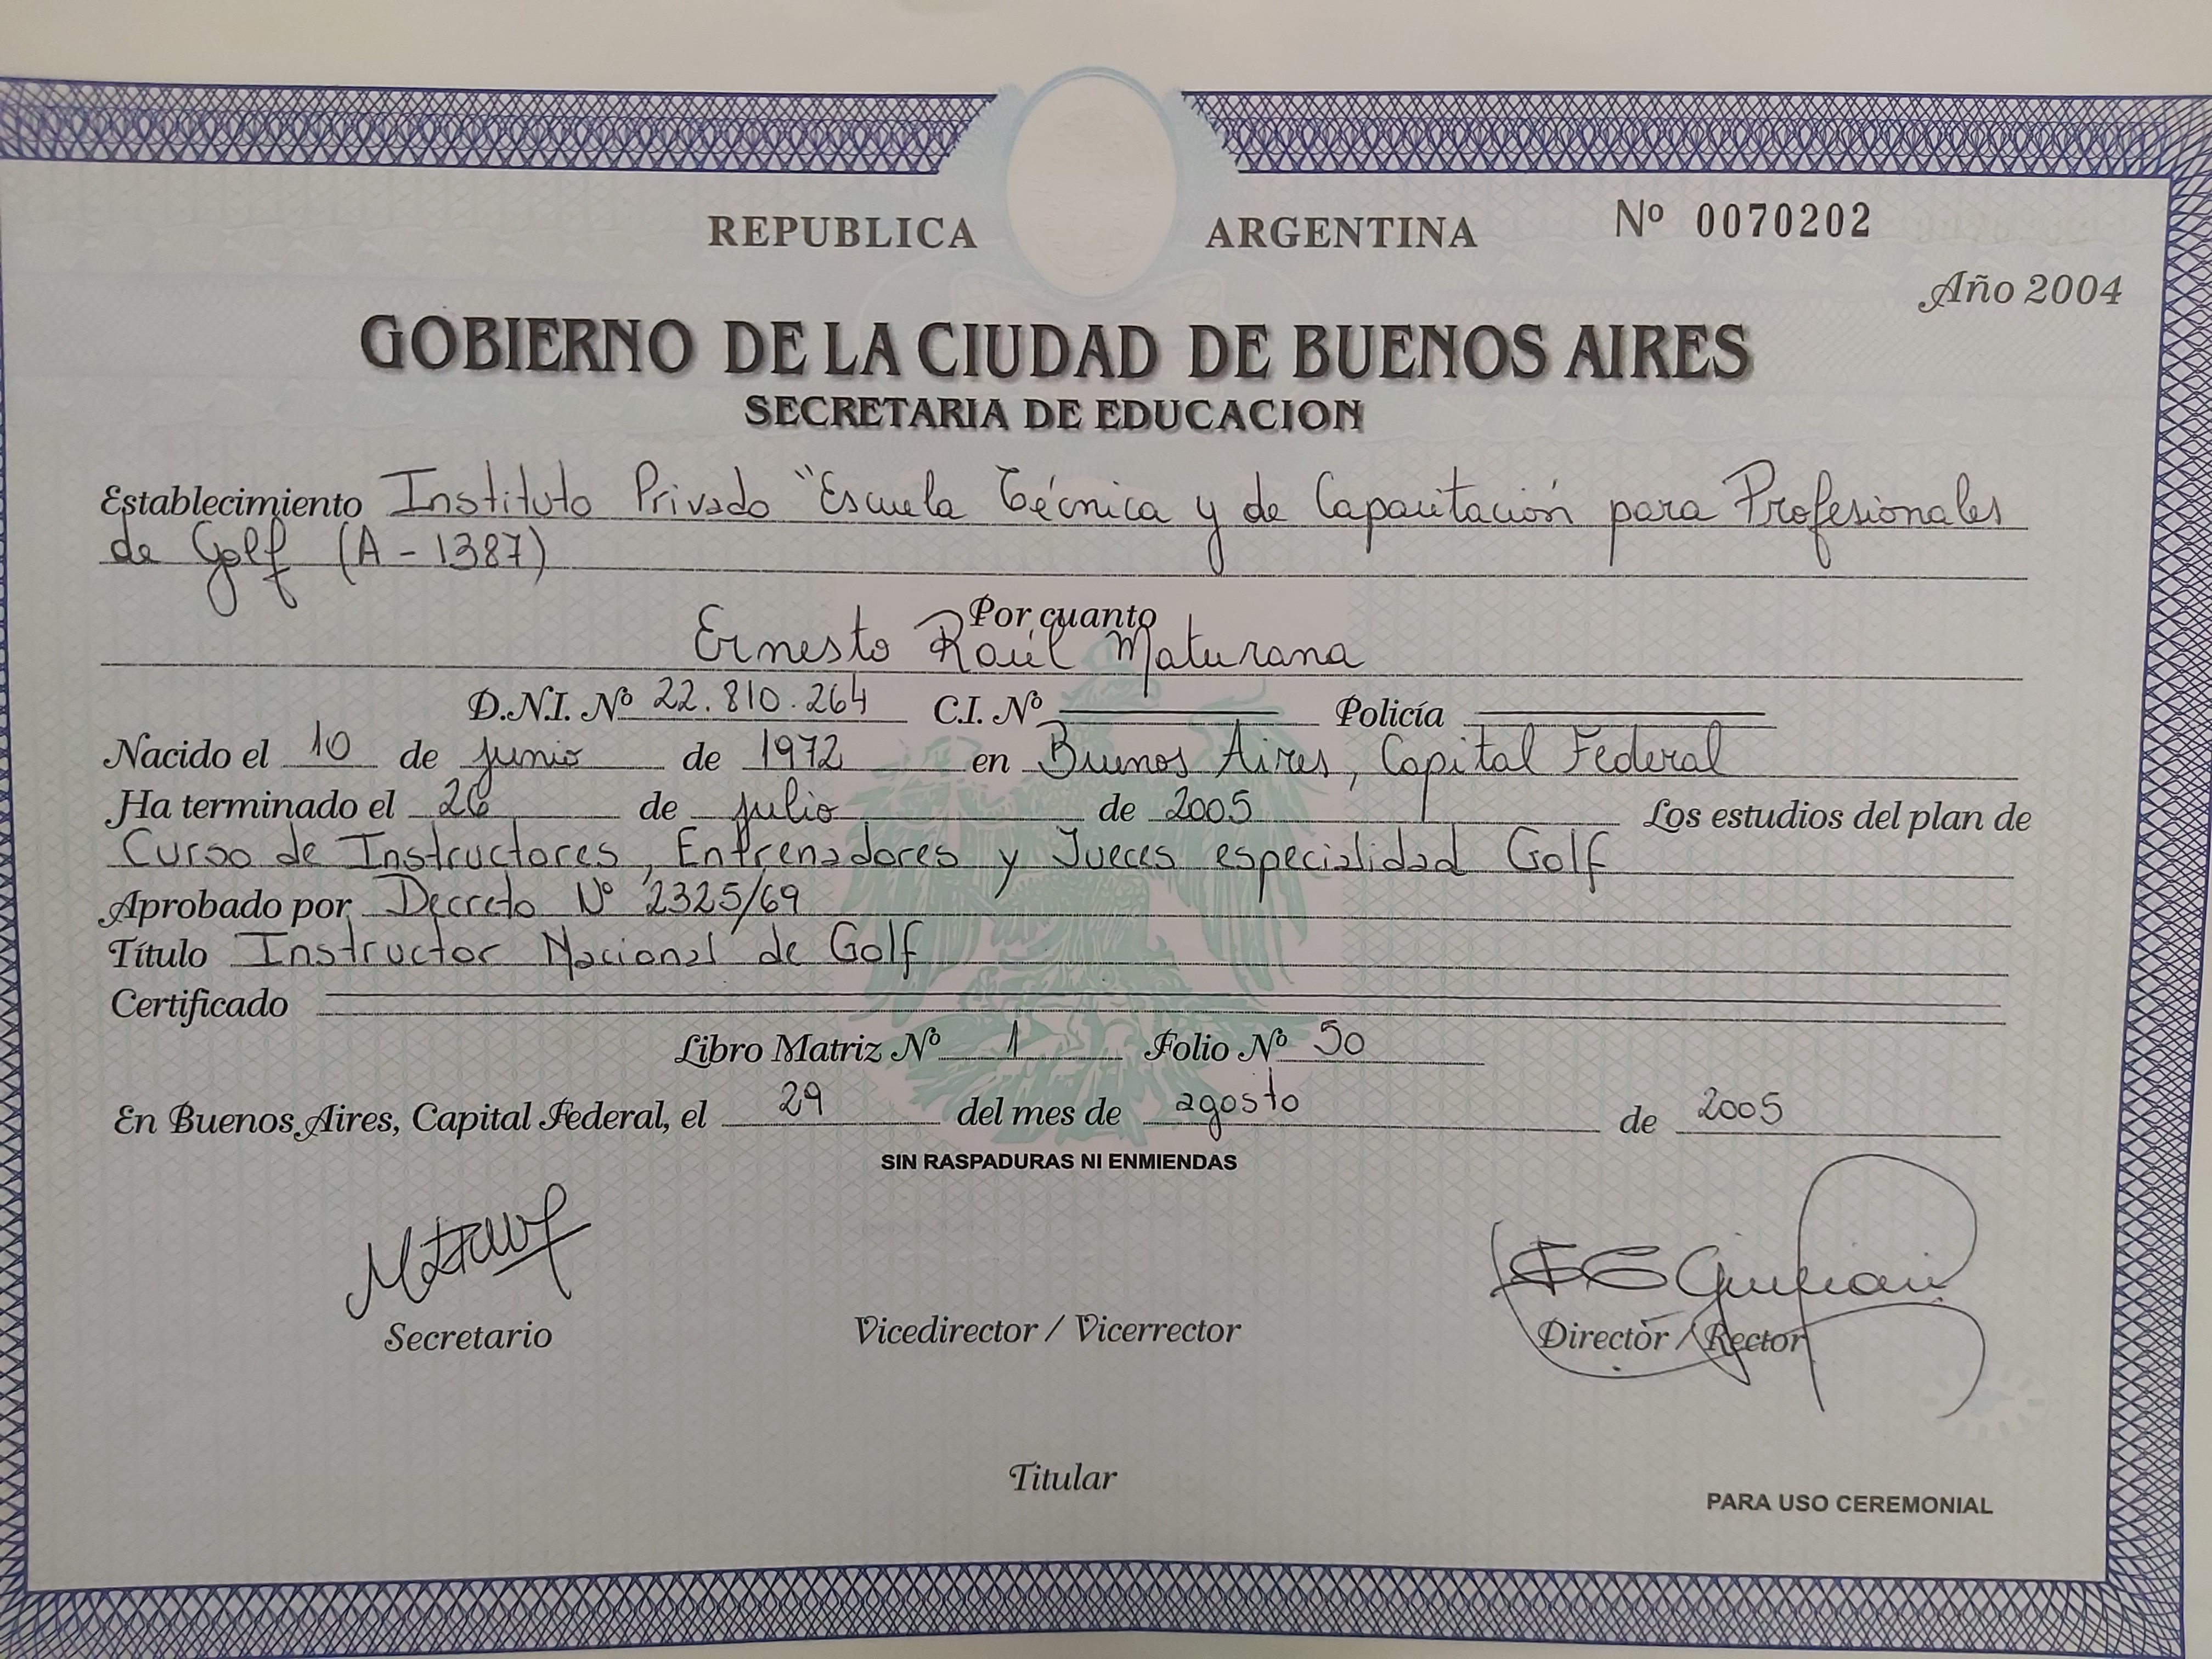 REPUBLICA ARGENTINA Nº 0070202
Año 2004
GOBIERNO DE LA CIUDAD DE BUENOS AIRES
SECRETARIA DE EDUCACION
Establecimiento Instituto Privado "Escuela Técnica y de Capacitación para Profesionales
de Golf (A-1387)
Por cuanto
Ernesto Raúl Maturana
D.N.I. Nº 22.810.264 C.I. Nº Policía
Nacido el 10 de junio de 1972 en Buenos Aires, Capital Federal
Ha terminado el 26 de julio de 2005 Los estudios del plan de
Curso de Instructores, Entrenadores y Jueces especialidad Golf
Aprobado por Decreto Nº 2325/69
Título Instructor Nacional de Golf
Certificado
Libro Matriz Nº 1 Folio Nº 50
En Buenos Aires, Capital Federal, el 29 del mes de agosto de 2005
SIN RASPADURAS NI ENMIENDAS
Secretario Vicedirector / Vicerrector Director / Rector
Titular
PARA USO CEREMONIAL